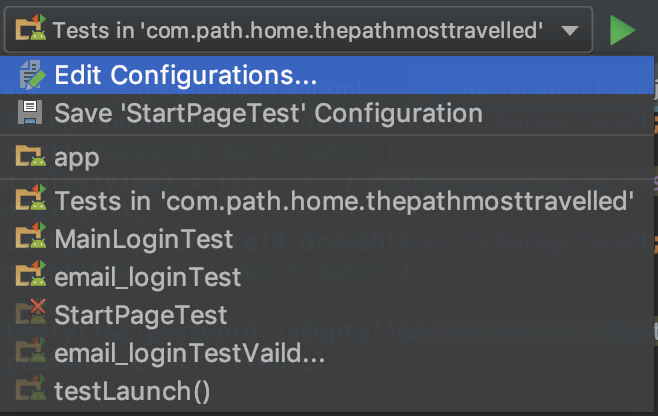 Tests in 'com.path.home.thepathmosttravelled'
Edit Configurations...
Save 'StartPageTest' Configuration
app
Tests in 'com.path.home.thepathmosttravelled'
MainLoginTest
email_loginTest
StartPageTest
email_loginTestVaild...
testLaunch()